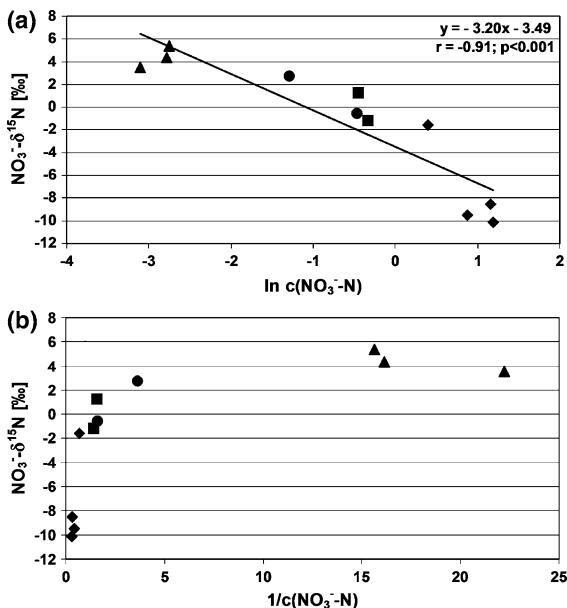 (a)
y = - 3.20x - 3.49
r = -0.91; p<0.001
NO₃⁻-δ¹⁵N [‰]
8
6
4
2
0
-2
-4
-6
-8
-10
-12
-4 -3 -2 -1 0 1 2
ln c(NO₃⁻-N)
(b)
NO₃⁻-δ¹⁵N [‰]
8
6
4
2
0
-2
-4
-6
-8
-10
-12
0 5 10 15 20 25
1/c(NO₃⁻-N)